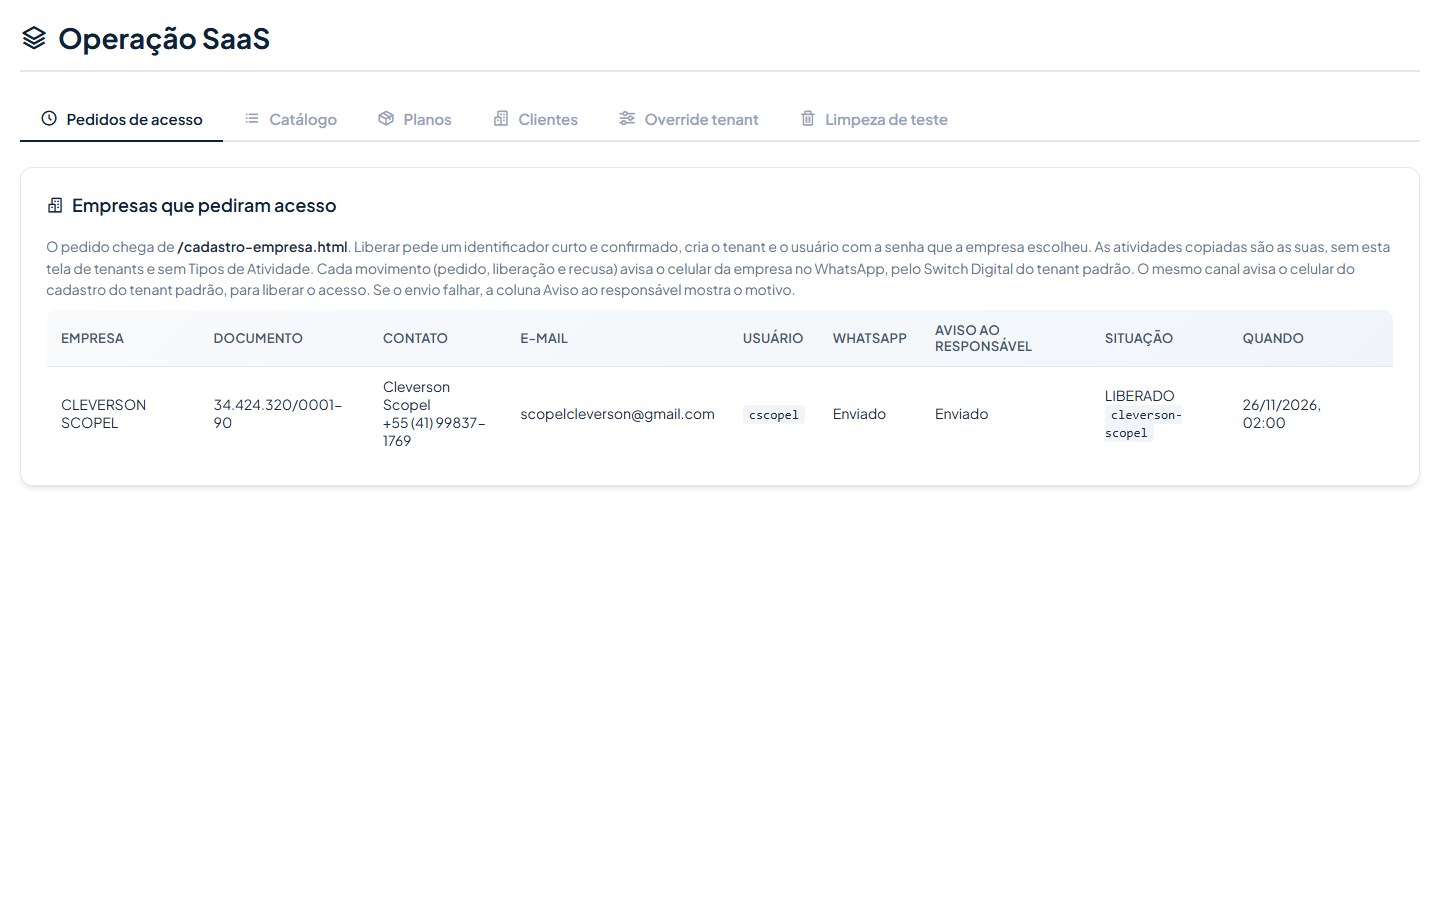 Operação SaaS
Pedidos de acesso
Catálogo
Planos
Clientes
Override tenant
Limpeza de teste
Empresas que pediram acesso
O pedido chega de /cadastro-empresa.html. Liberar pede um identificador curto e confirmado, cria o tenant e o usuário com a senha que a empresa escolheu. As atividades copiadas são as suas, sem esta
tela de tenants e sem Tipos de Atividade. Cada movimento (pedido, liberação e recusa) avisa o celular da empresa no WhatsApp, pelo Switch Digital do tenant padrão. O mesmo canal avisa o celular do
cadastro do tenant padrão, para liberar o acesso. Se o envio falhar, a coluna Aviso ao responsável mostra o motivo.
EMPRESA
DOCUMENTO
CONTATO
E-MAIL
USUÁRIO
WHATSAPP
AVISO AO
RESPONSÁVEL
SITUAÇÃO
QUANDO
CLEVERSON
SCOPEL
34.424.320/0001-
90
Cleverson
Scopel
+55 (41) 99837-
1769
scopelcleverson@gmail.com
cscopel
Enviado
Enviado
LIBERADO
cleverson-
scopel
26/11/2026,
02:00